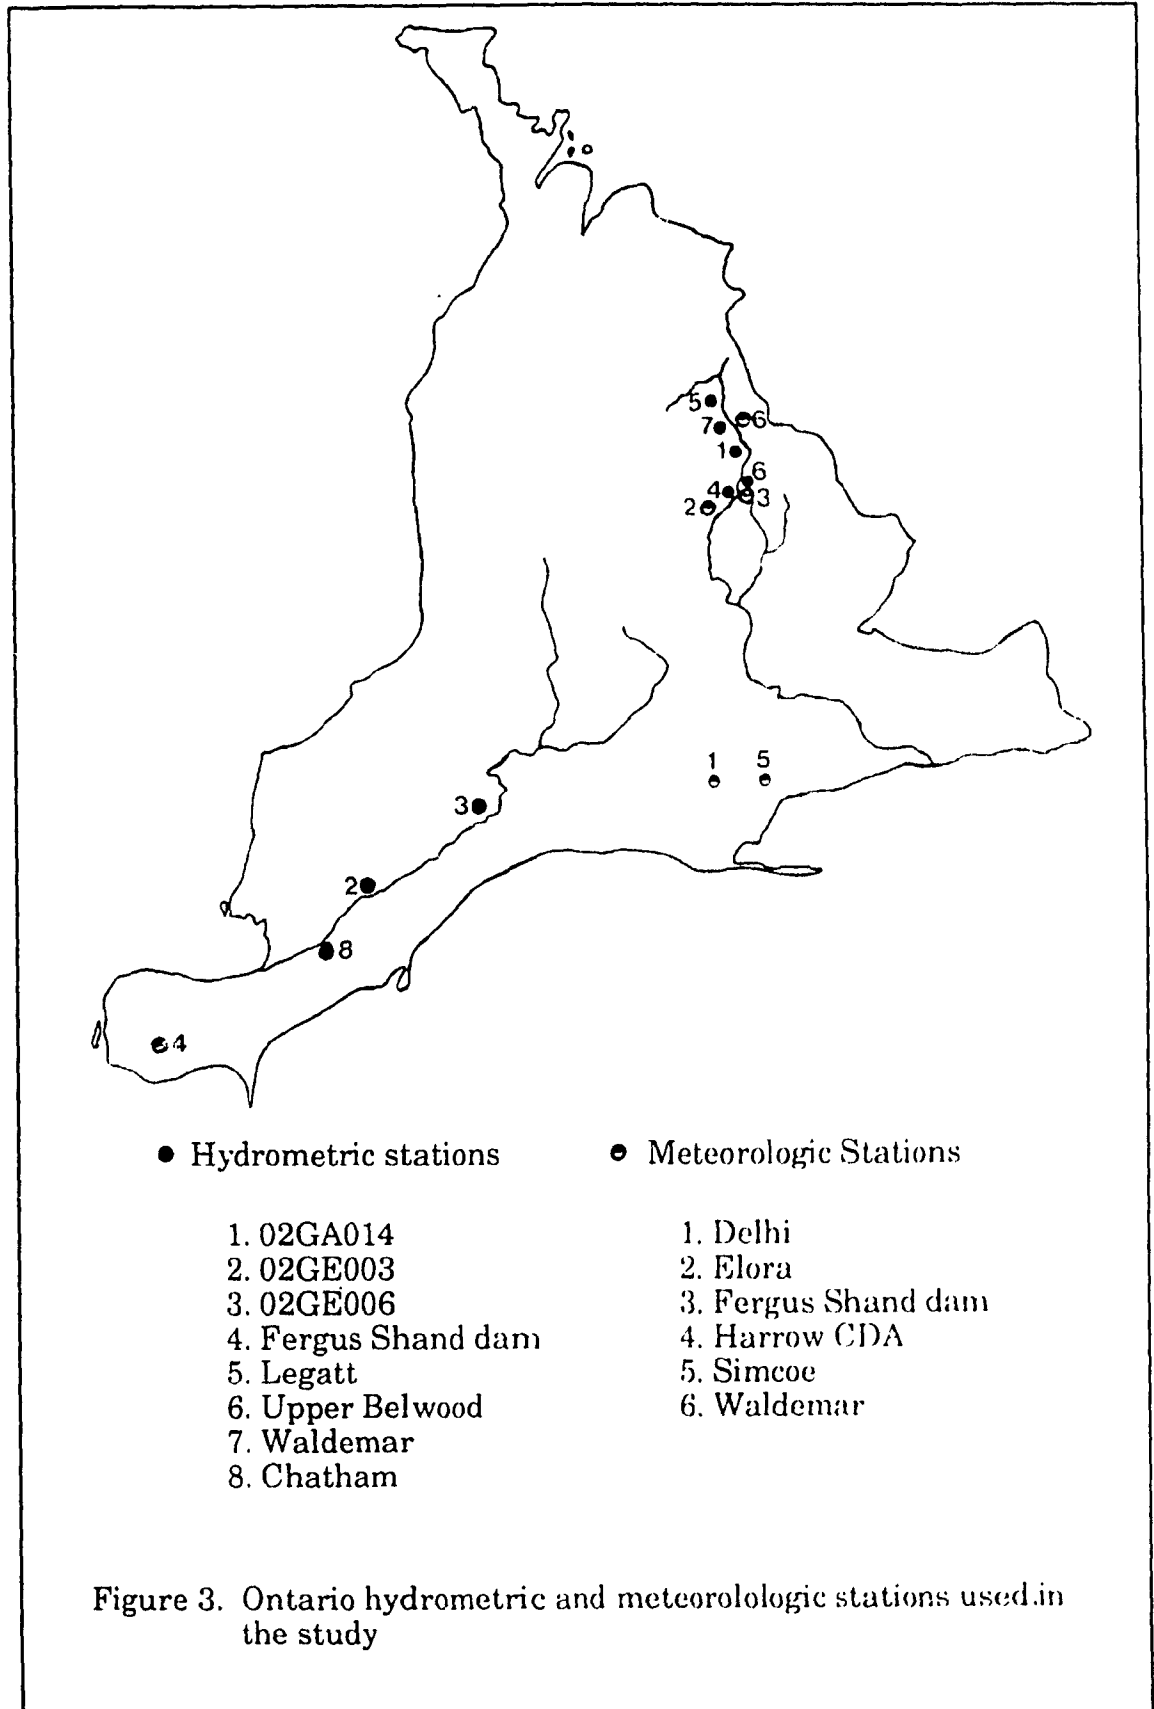 5
6
7
1
6
4
3
2
1 5
3
2
8
4
● Hydrometric stations
1. 02GA014
2. 02GE003
3. 02GE006
4. Fergus Shand dam
5. Legatt
6. Upper Belwood
7. Waldemar
8. Chatham
Meteorologic Stations
1. Delhi
2. Elora
3. Fergus Shand dam
4. Harrow CDA
5. Simcoe
6. Waldemar
Figure 3. Ontario hydrometric and meteorolologic stations used.in
the study